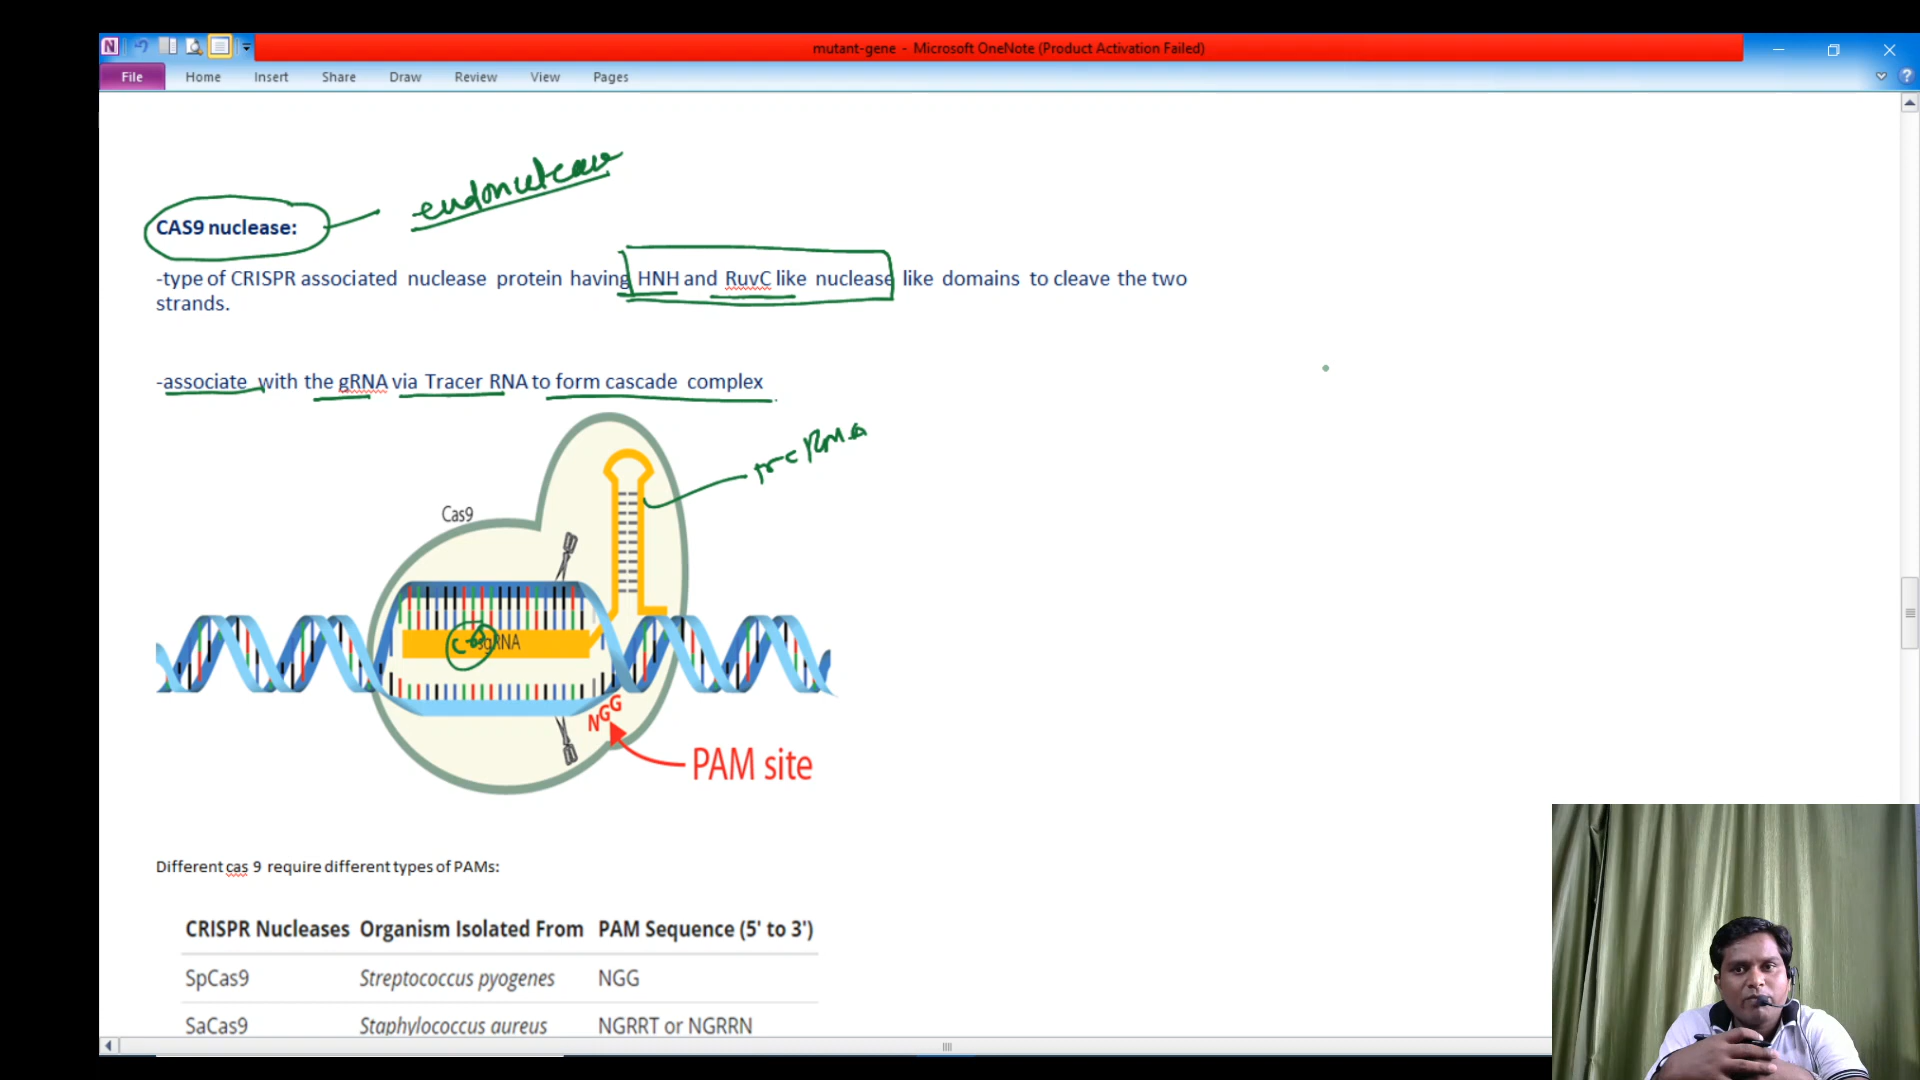 mutant-gene - Microsoft OneNote (Product Activation Failed)
File Home Insert Share Draw Review View Pages
CAS9 nuclease:
-type of CRISPR associated nuclease protein having HNH and RuvC like nuclease like domains to cleave the two
strands.
-associate with the gRNA via Tracer RNA to form cascade complex
Cas9
sgRNA
NGG
PAM site
Different cas 9 require different types of PAMs:
CRISPR Nucleases Organism Isolated From PAM Sequence (5' to 3')
SpCas9 Streptococcus pyogenes NGG
SaCas9 Staphylococcus aureus NGRRT or NGRRN